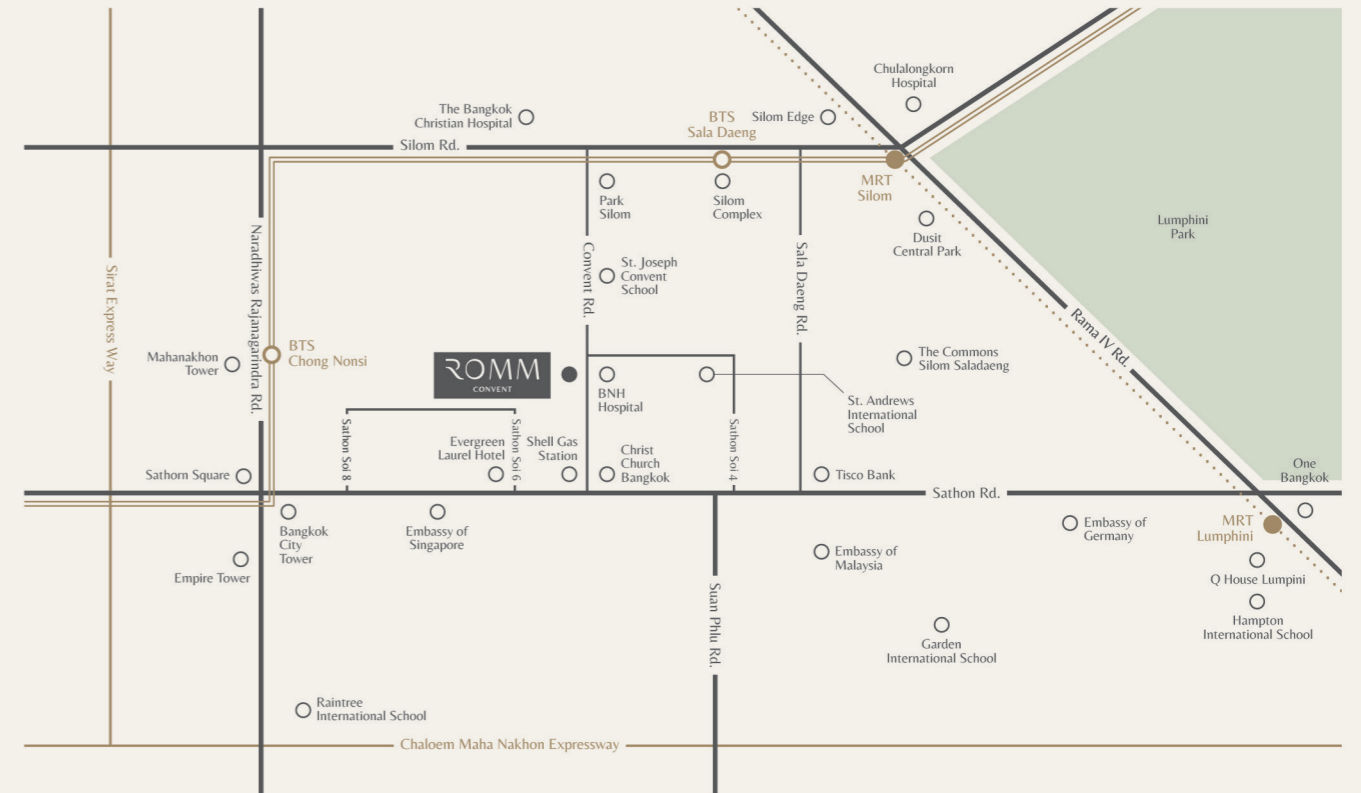 Chulalongkorn
Hospital
The Bangkok
Christian Hospital
BTS
Sala Daeng
Silom Edge
Silom Rd.
MRT
Silom
Park
Silom
Silom
Complex
Dusit
Central Park
Lumphini
Park
Naradhiwas Rajanagarindra Rd.
Sirat Express Way
Convent Rd.
Sala Daeng Rd.
St. Joseph
Convent
School
Rama IV Rd.
Mahanakhon
Tower
BTS
Chong Nonsi
ROMM
CONVENT
BNH
Hospital
The Commons
Silom Saladaeng
St. Andrews
International
School
Sathon Soi 8
Sathon Soi 6
Evergreen
Laurel Hotel
Shell Gas
Station
Christ
Church
Bangkok
Sathon Soi 4
Sathorn Square
Tisco Bank
One
Bangkok
Sathon Rd.
Bangkok
City
Tower
Embassy of
Singapore
Embassy of
Germany
MRT
Lumphini
Empire Tower
Embassy of
Malaysia
Q House Lumpini
Suan Phlu Rd.
Hampton
International School
Garden
International School
Raintree
International School
Chaloem Maha Nakhon Expressway